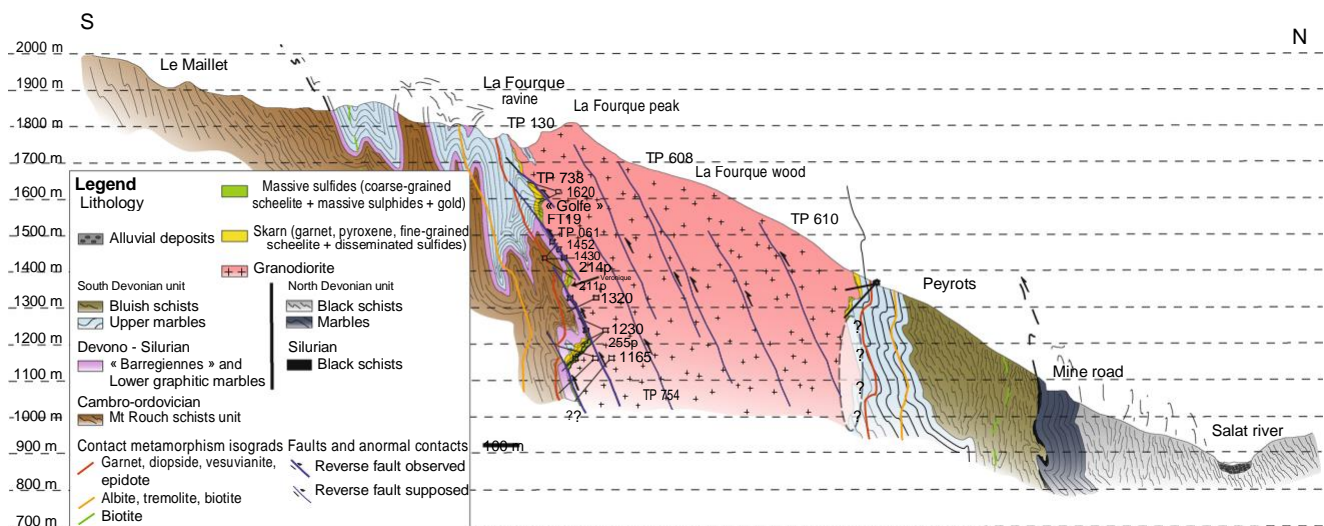 S
N
2000 m
Le Maillet
1900 m
La Fourque
ravine
La Fourque peak
1800 m
TP 130
1700 m
TP 608
La Fourque wood
TP 738
1600 m
1620
« Golfe »
TP 610
FT19
TP 061
1500 m
1452
1430
1400 m
214p
Veronique
211p
Peyrots
1300 m
1320
1230
1200 m
255p
1165
1100 m
Mine road
TP 754
1000 m
??
?
?
?
?
900 m
100 m
Salat river
800 m
700 m
Legend
Lithology
Alluvial deposits
Massive sulfides (coarse-grained
scheelite + massive sulphides + gold)
Skarn (garnet, pyroxene, fine-grained
scheelite + disseminated sulfides)
Granodiorite
South Devonian unit
Bluish schists
Upper marbles
North Devonian unit
Black schists
Marbles
Devono - Silurian
« Barregiennes » and
Lower graphitic marbles
Silurian
Black schists
Cambro-ordovician
Mt Rouch schists unit
Contact metamorphism isograds
Garnet, diopside, vesuvianite,
epidote
Albite, tremolite, biotite
Biotite
Faults and anormal contacts
Reverse fault observed
Reverse fault supposed